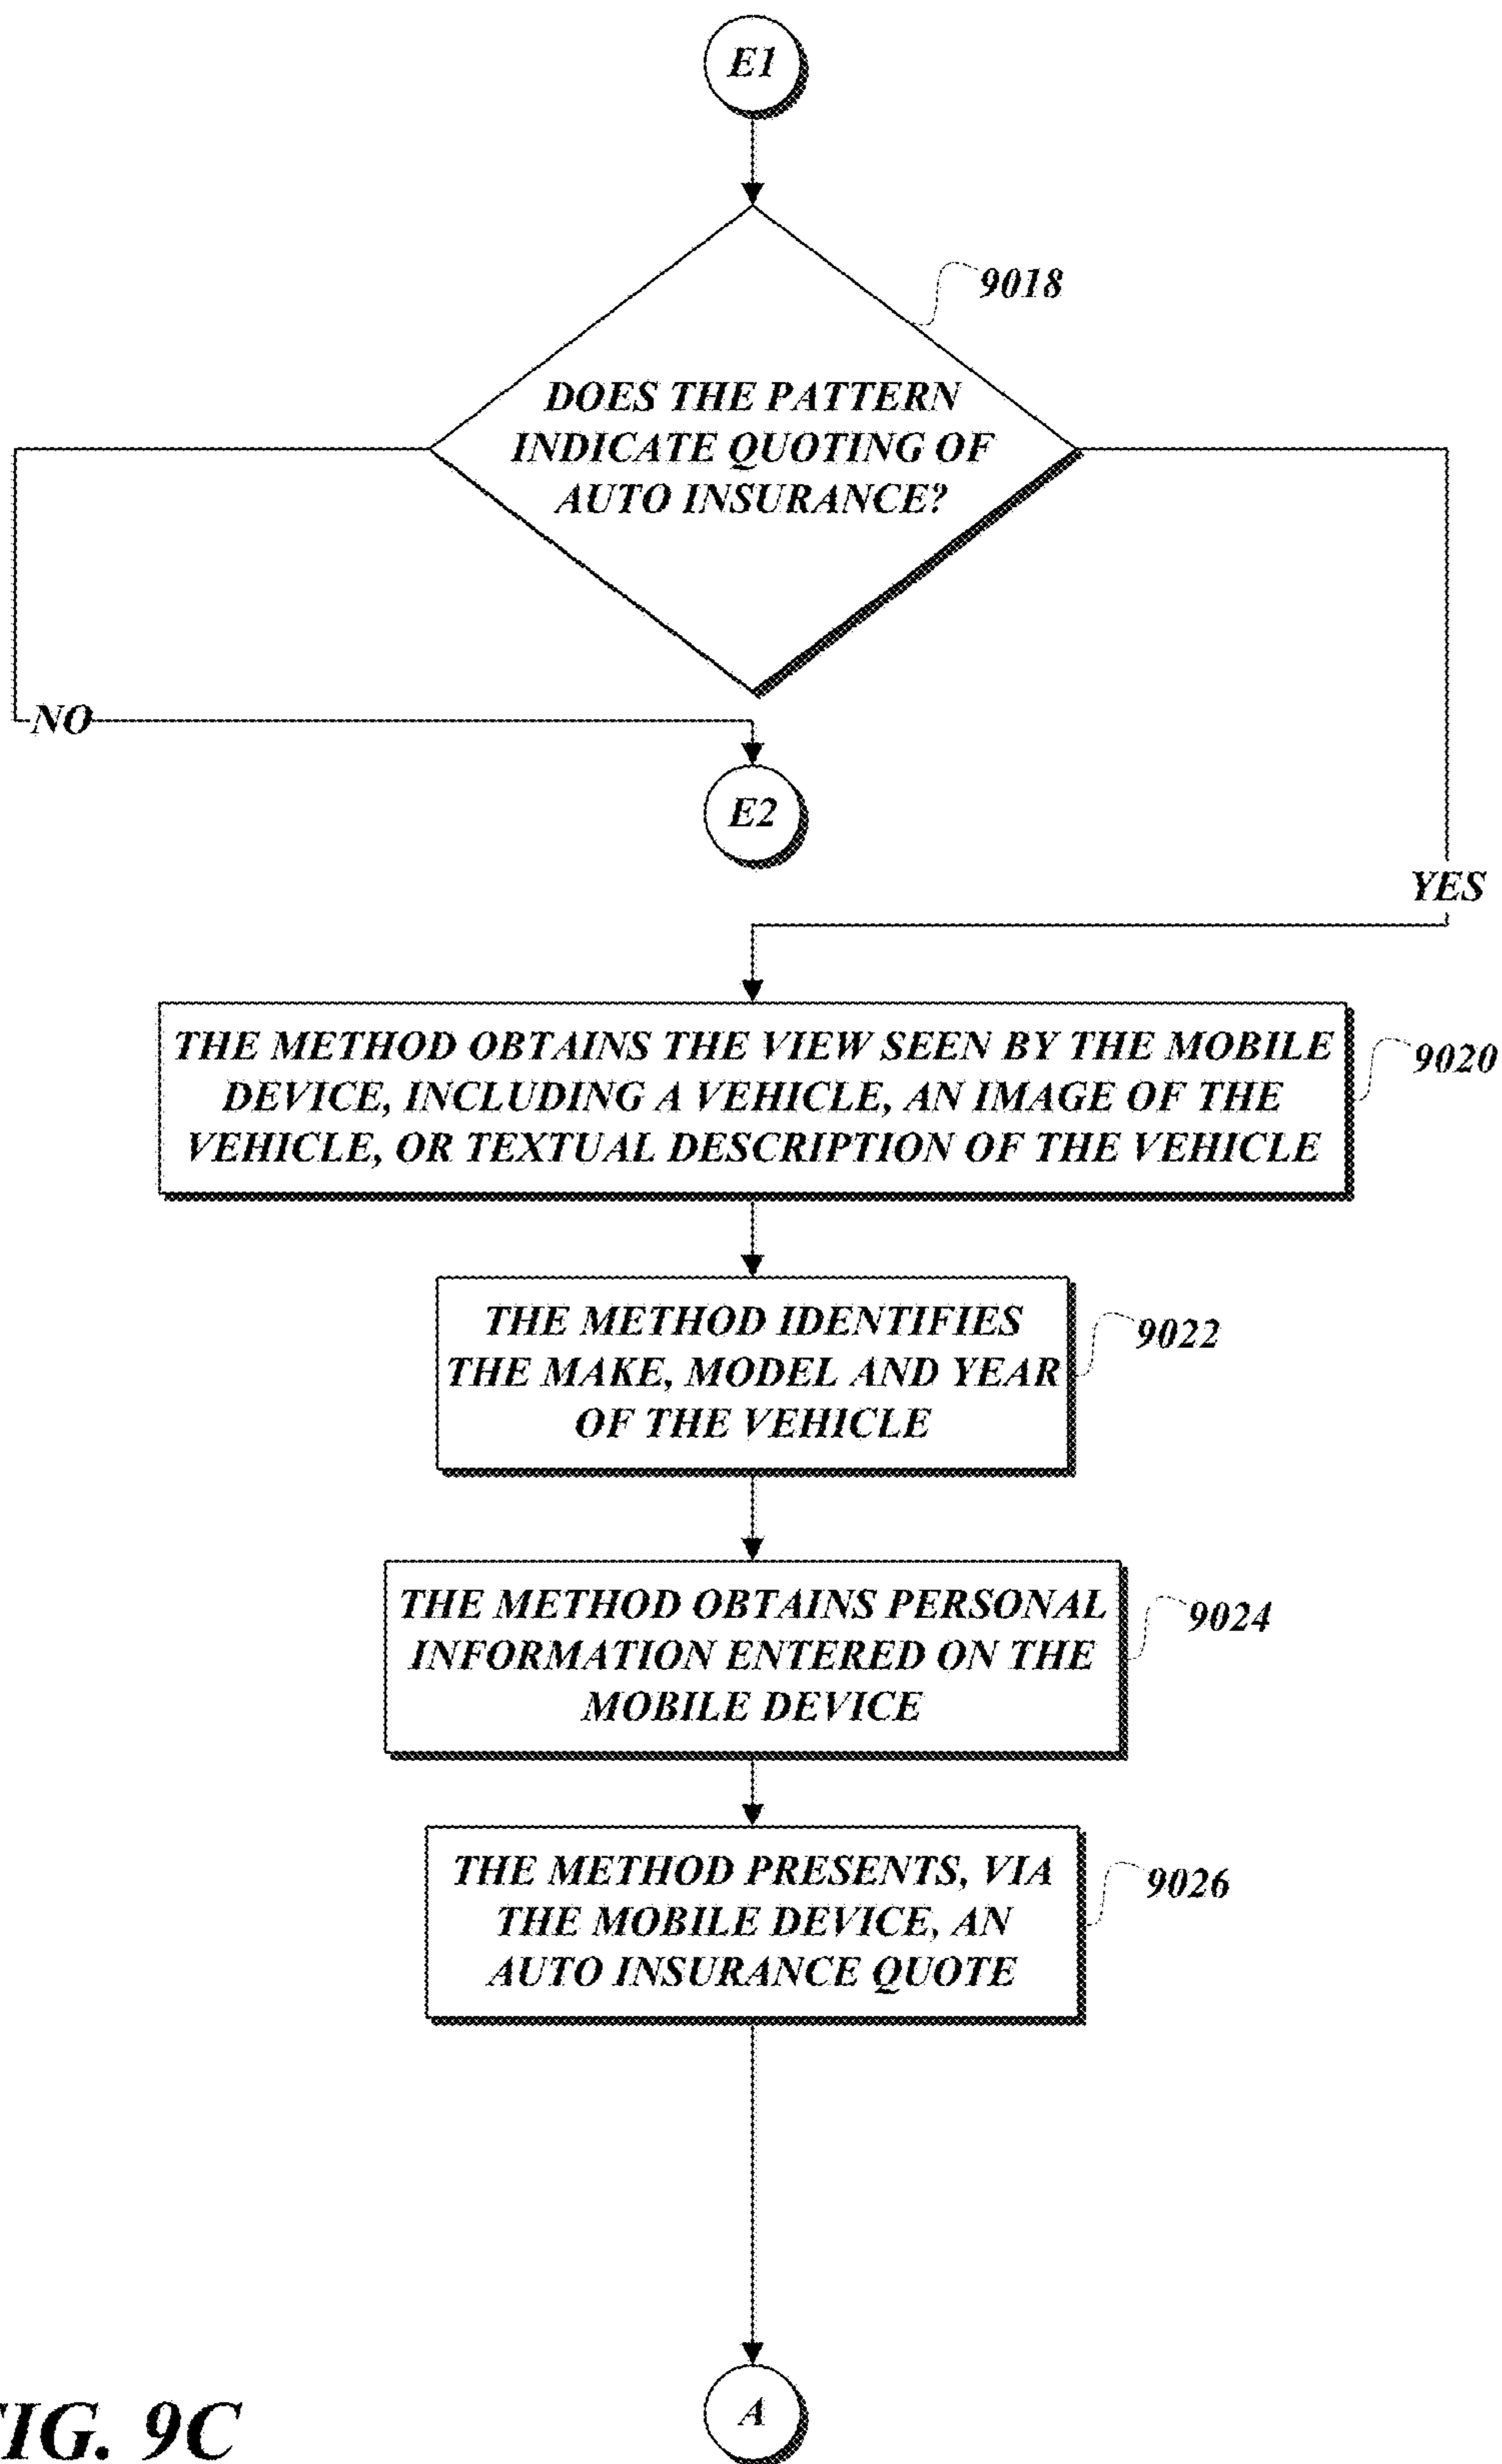 E1
9018
DOES THE PATTERN
INDICATE QUOTING OF
AUTO INSURANCE?
NO
E2
YES
THE METHOD OBTAINS THE VIEW SEEN BY THE MOBILE
DEVICE, INCLUDING A VEHICLE, AN IMAGE OF THE
VEHICLE, OR TEXTUAL DESCRIPTION OF THE VEHICLE
9020
THE METHOD IDENTIFIES
THE MAKE, MODEL AND YEAR
OF THE VEHICLE
9022
THE METHOD OBTAINS PERSONAL
INFORMATION ENTERED ON THE
MOBILE DEVICE
9024
THE METHOD PRESENTS, VIA
THE MOBILE DEVICE, AN
AUTO INSURANCE QUOTE
9026
A
FIG. 9C